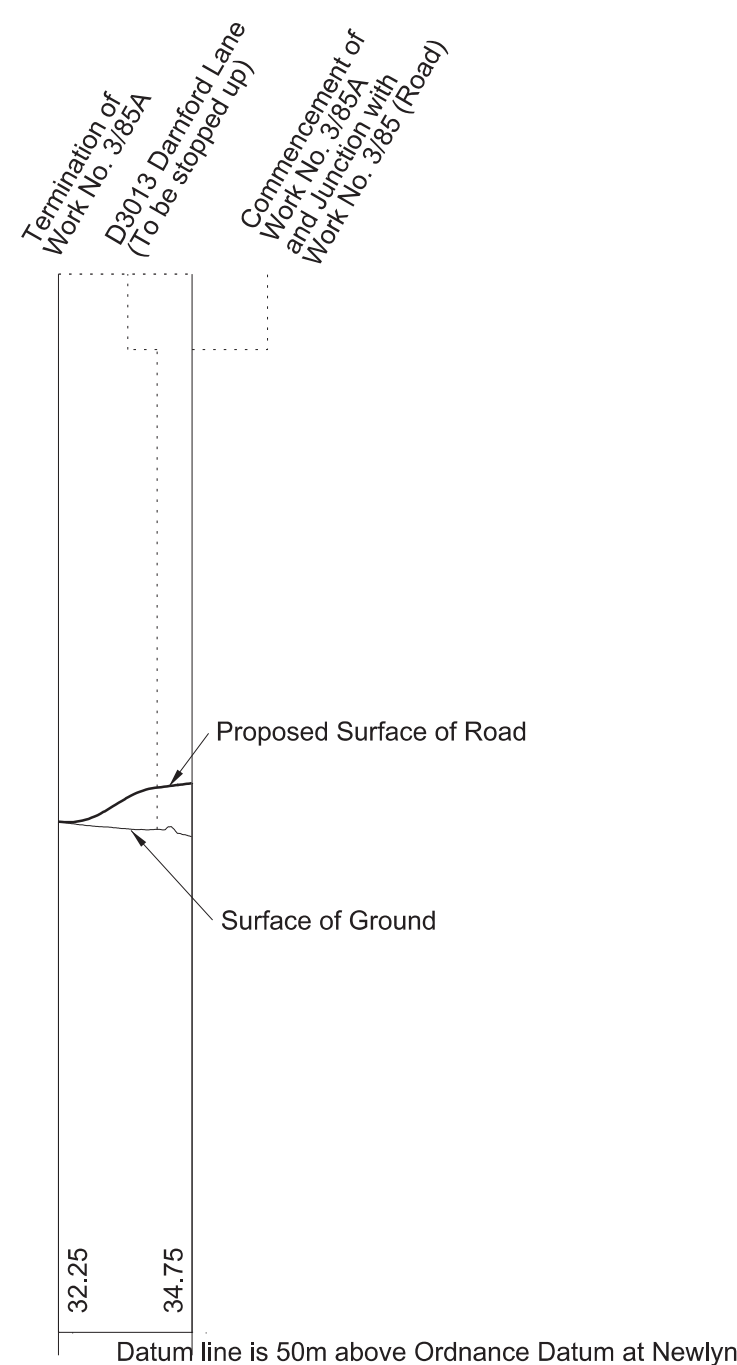 Termination of
Work No. 3/85A
D3013 Darnford Lane
(To be stopped up)
Commencement of
Work No. 3/85A
and Junction with
Work No. 3/85 (Road)
Proposed Surface of Road
Surface of Ground
32.25
34.75
Datum line is 50m above Ordnance Datum at Newlyn